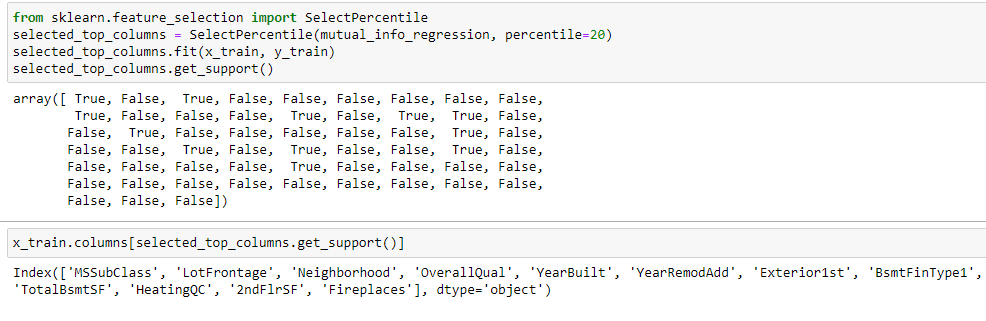 from sklearn.feature_selection import SelectPercentile
selected_top_columns = SelectPercentile(mutual_info_regression, percentile=20)
selected_top_columns.fit(x_train, y_train)
selected_top_columns.get_support()
array([ True, False,  True, False, False, False, False, False, False,
        True, False, False, False,  True, False,  True,  True, False,
       False,  True, False, False, False, False, False,  True, False,
       False, False,  True, False,  True, False, False,  True, False,
       False, False, False, False,  True, False, False, False, False,
       False, False, False, False, False, False, False, False, False,
       False, False, False])
x_train.columns[selected_top_columns.get_support()]
Index(['MSSubClass', 'LotFrontage', 'Neighborhood', 'OverallQual', 'YearBuilt', 'YearRemodAdd', 'Exterior1st', 'BsmtFinType1',
'TotalBsmtSF', 'HeatingQC', '2ndFlrSF', 'Fireplaces'], dtype='object')